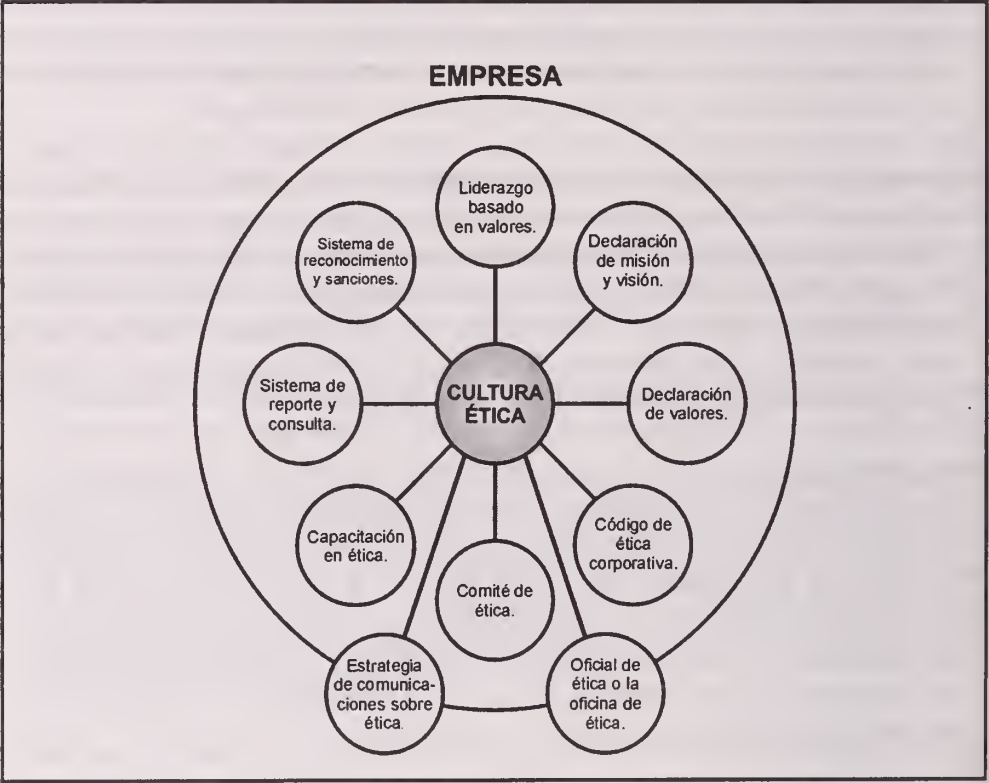 EMPRESA
Liderazgo
basado
en valores.
Sistema de
reconocimiento
y sanciones.
Declaración
de misión
y visión.
Sistema de
reporte y
consulta.
CULTURA
ÉTICA
Declaración
de valores.
Capacitación
en ética.
Código de
ética
corporativa.
Comité de
ética.
Estrategia
de comunica-
ciones sobre
ética.
Oficial de
ética o la
oficina de
ética.